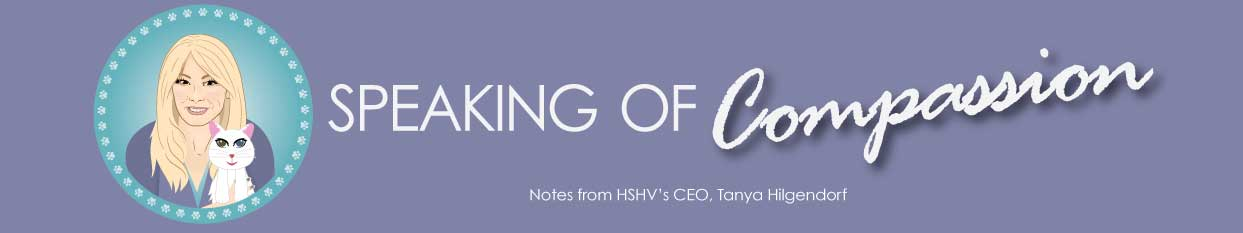 SPEAKING OF Compassion
Notes from HSHV's CEO, Tanya Hilgendorf